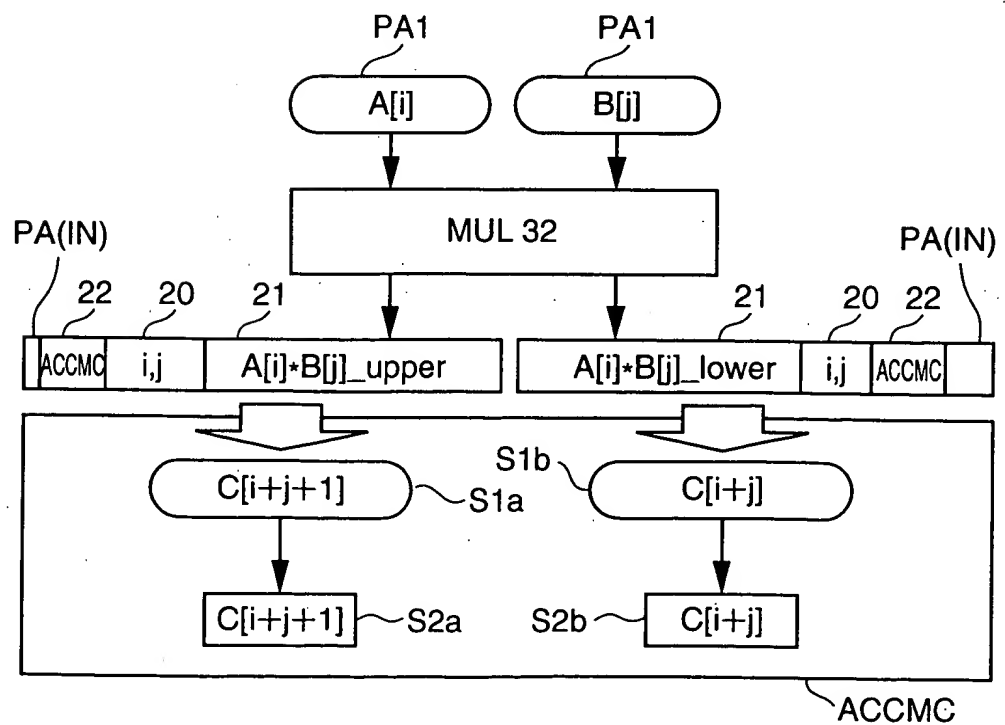 PA1 PA1
A[i] B[j]
MUL 32
PA(IN) PA(IN)
22 20 21 21 20 22
ACCMC i,j A[i]*B[j]_upper A[i]*B[j]_lower i,j ACCMC
C[i+j+1] S1a S1b C[i+j]
C[i+j+1] S2a S2b C[i+j]
ACCMC